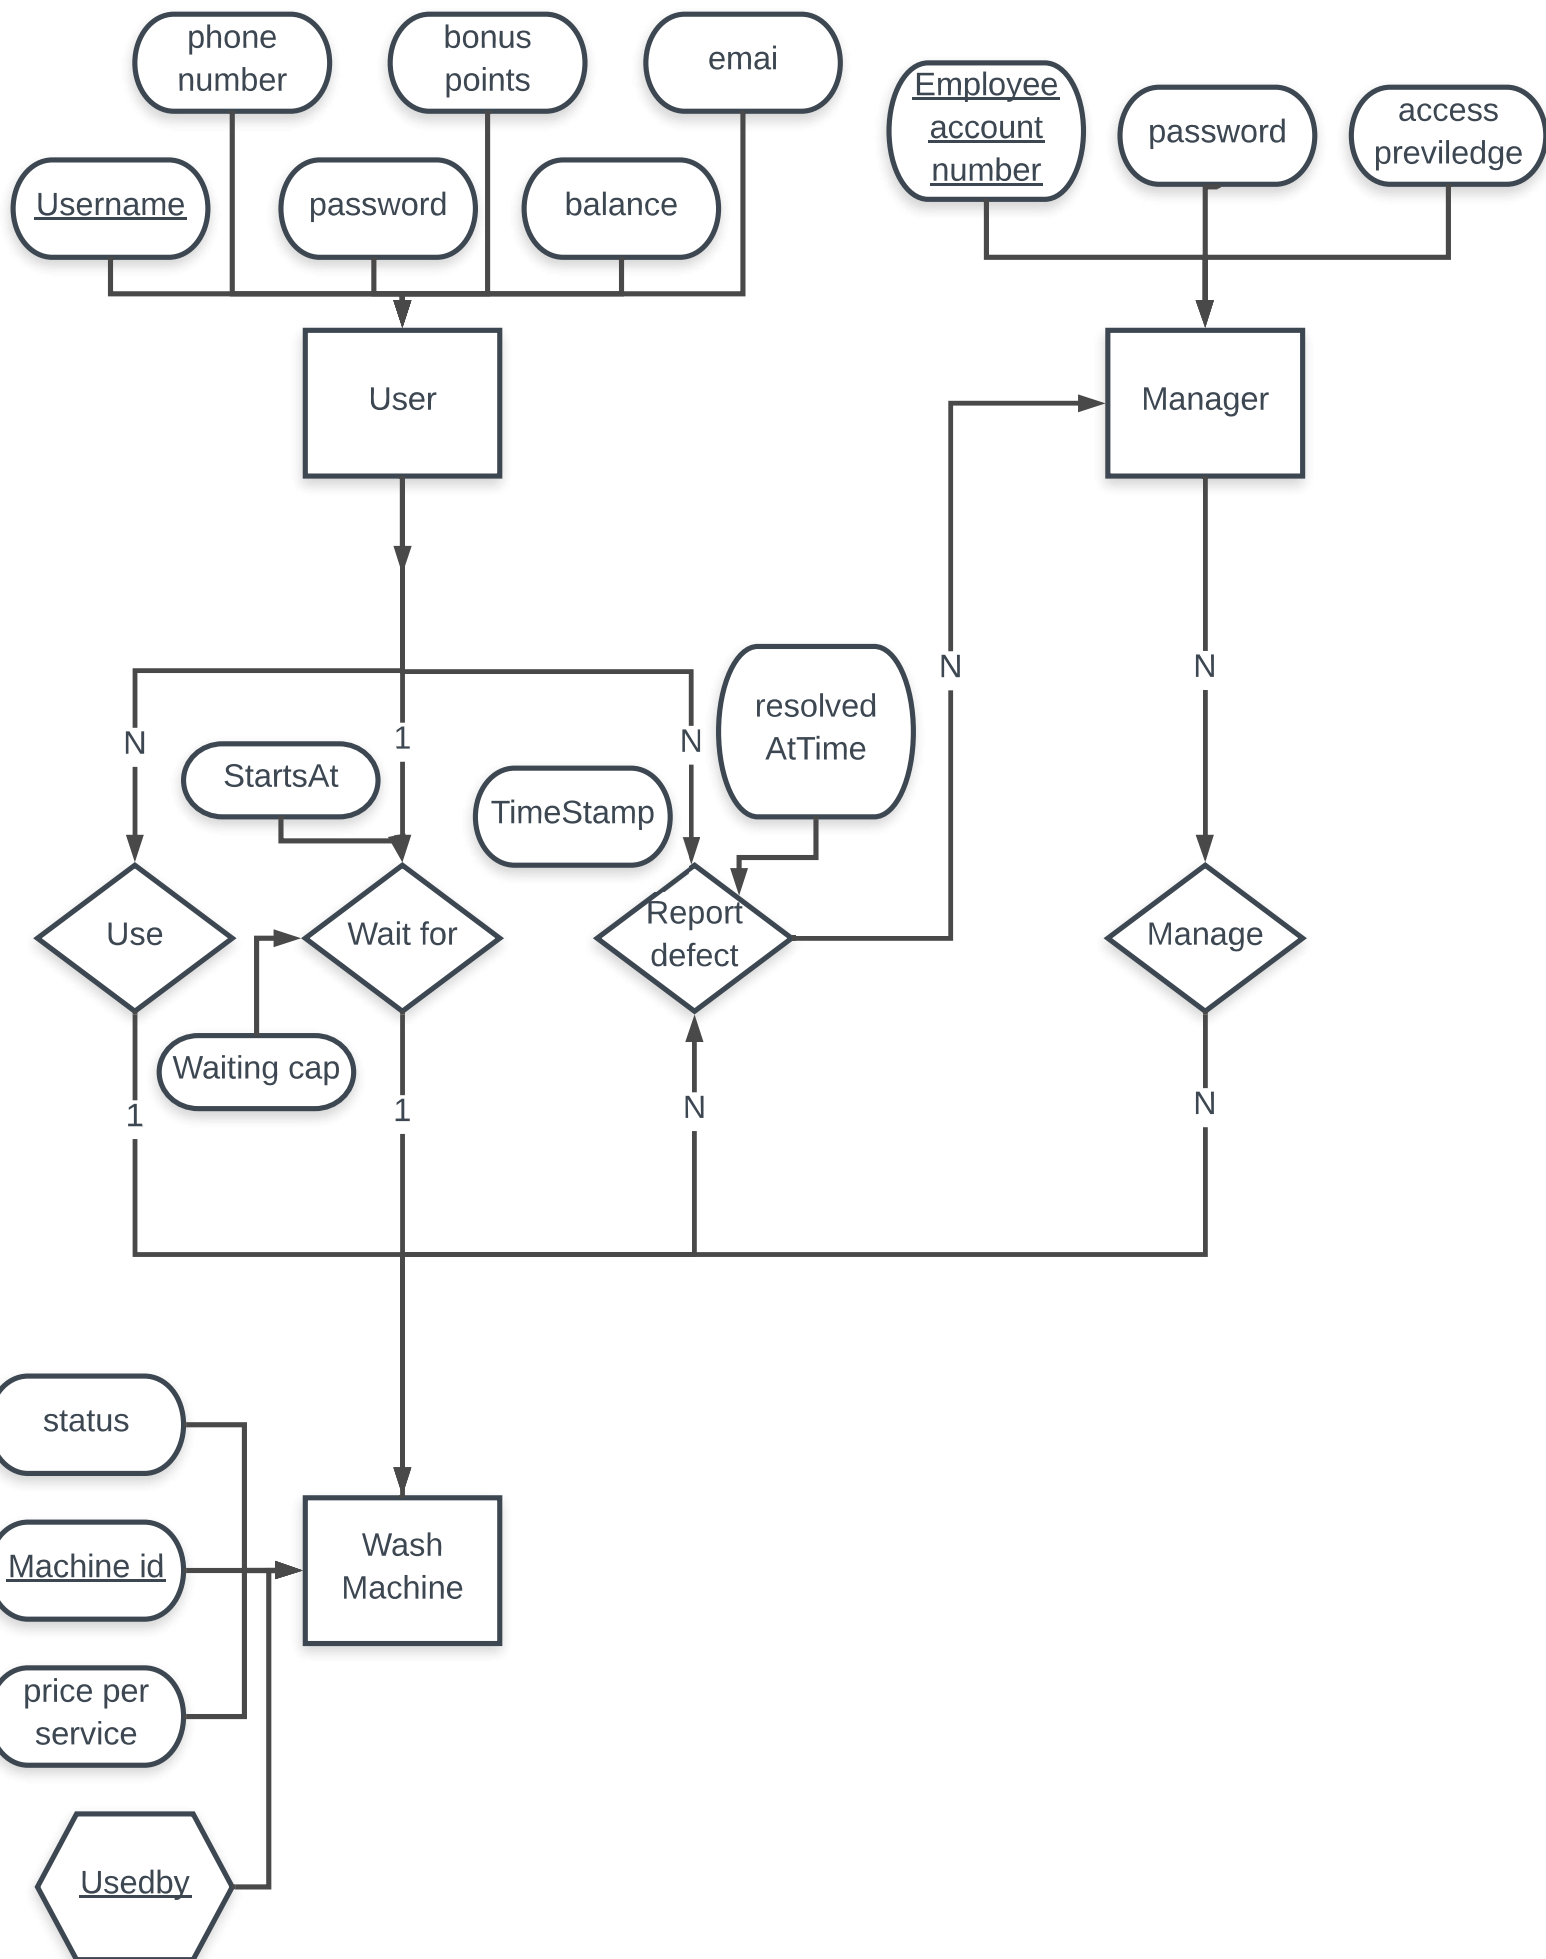 phone
number
bonus
points
emai
Employee
account
number
password
access
previledge
Username
password
balance
User
Manager
resolved
AtTime
N
N
N
1
N
StartsAt
TimeStamp
Use
Wait for
Report
defect
Manage
Waiting cap
1
1
N
N
status
Wash
Machine
Machine id
price per
service
Usedby